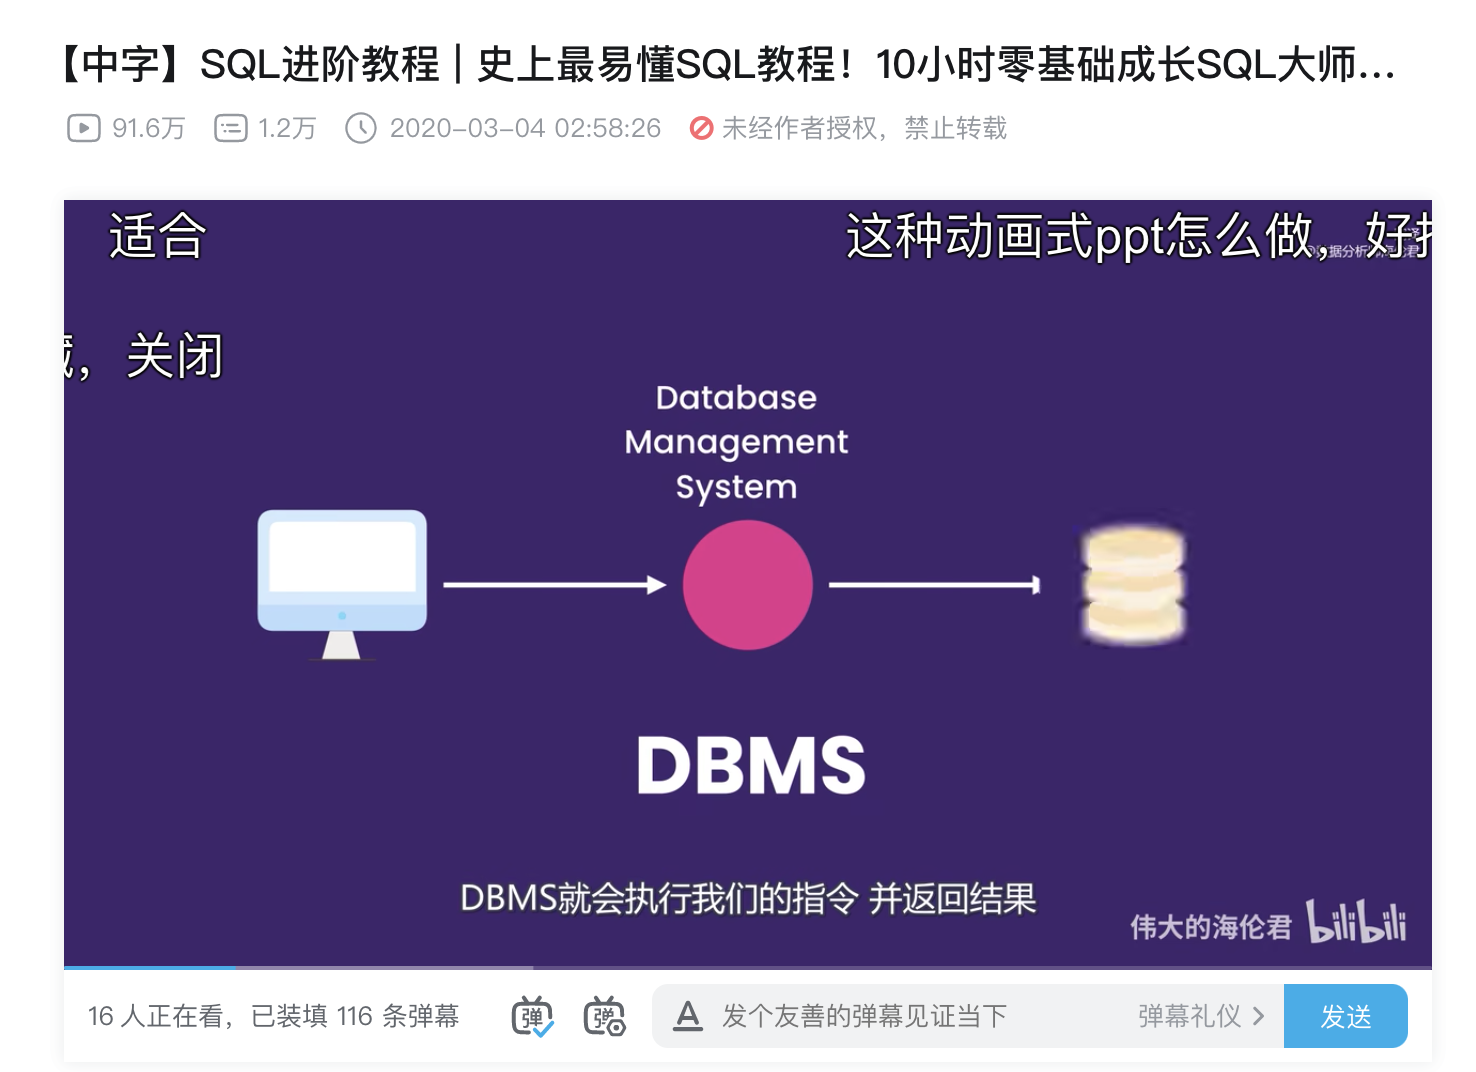 【中字】SQL进阶教程 | 史上最易懂SQL教程！10小时零基础成长SQL大师...
91.6万 1.2万 2020-03-04 02:58:26 未经作者授权，禁止转载
适合 这种动画式ppt怎么做，好
，关闭
Database
Management
System
DBMS
DBMS就会执行我们的指令 并返回结果
伟大的海伦君 bilibili
16 人正在看，已装填 116 条弹幕 弹 弹 A 发个友善的弹幕见证当下 弹幕礼仪 > 发送